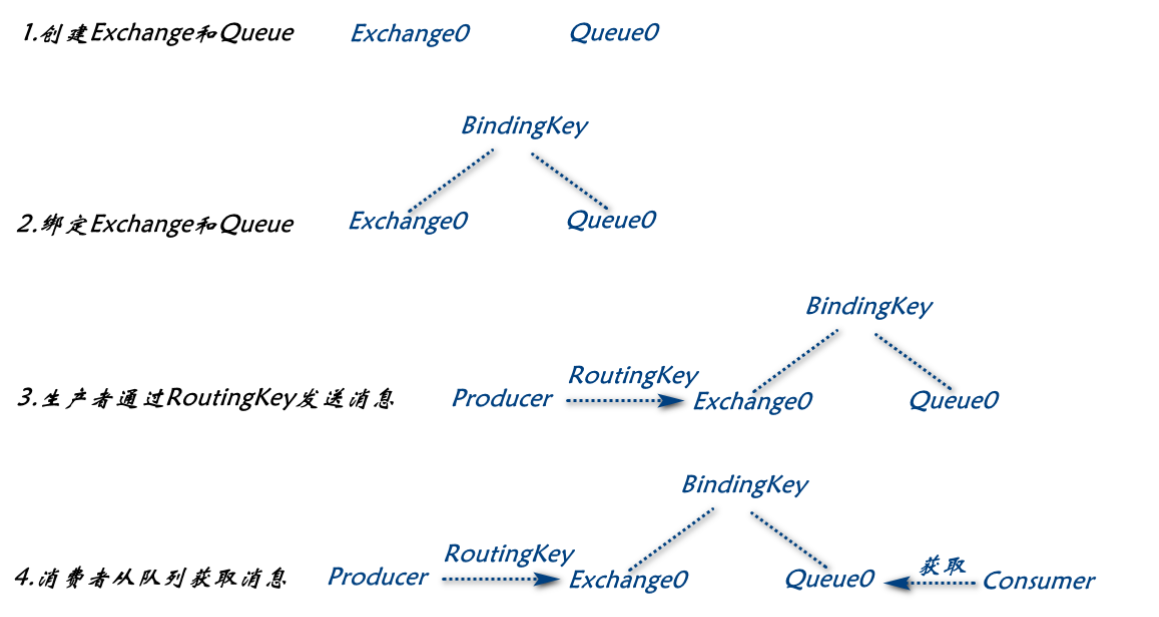 1.创建Exchange和Queue Exchange0 Queue0
BindingKey
2.绑定Exchange和Queue Exchange0 Queue0
BindingKey
RoutingKey
3.生产者通过RoutingKey发送消息 Producer Exchange0 Queue0
BindingKey
RoutingKey 获取
4.消费者从队列获取消息 Producer Exchange0 Queue0 Consumer